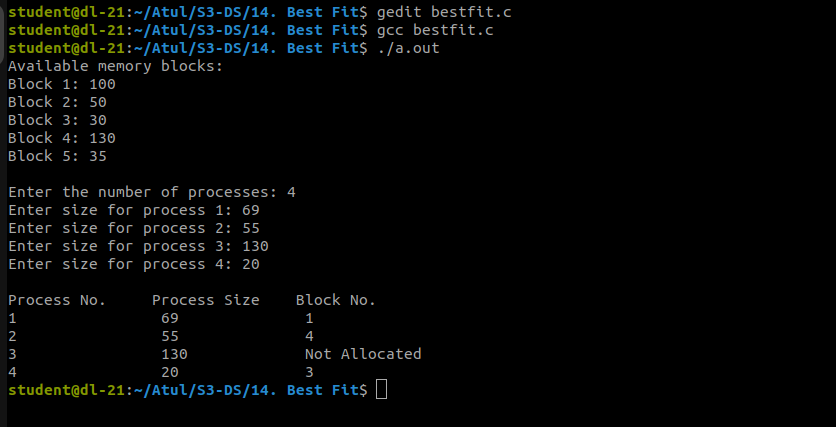 student@dl-21:~/Atul/S3-DS/14. Best Fit$ gedit bestfit.c
student@dl-21:~/Atul/S3-DS/14. Best Fit$ gcc bestfit.c
student@dl-21:~/Atul/S3-DS/14. Best Fit$ ./a.out
Available memory blocks:
Block 1: 100
Block 2: 50
Block 3: 30
Block 4: 130
Block 5: 35

Enter the number of processes: 4
Enter size for process 1: 69
Enter size for process 2: 55
Enter size for process 3: 130
Enter size for process 4: 20

Process No.     Process Size    Block No.
1                69              1
2                55              4
3                130             Not Allocated
4                20              3
student@dl-21:~/Atul/S3-DS/14. Best Fit$